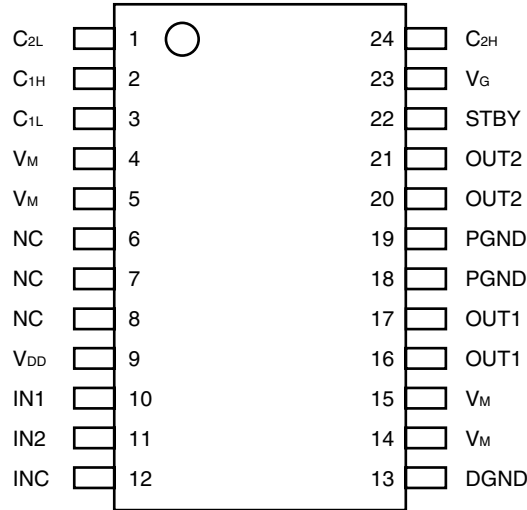 C2L 1 24 C2H
C1H 2 23 VG
C1L 3 22 STBY
VM 4 21 OUT2
VM 5 20 OUT2
NC 6 19 PGND
NC 7 18 PGND
NC 8 17 OUT1
VDD 9 16 OUT1
IN1 10 15 VM
IN2 11 14 VM
INC 12 13 DGND